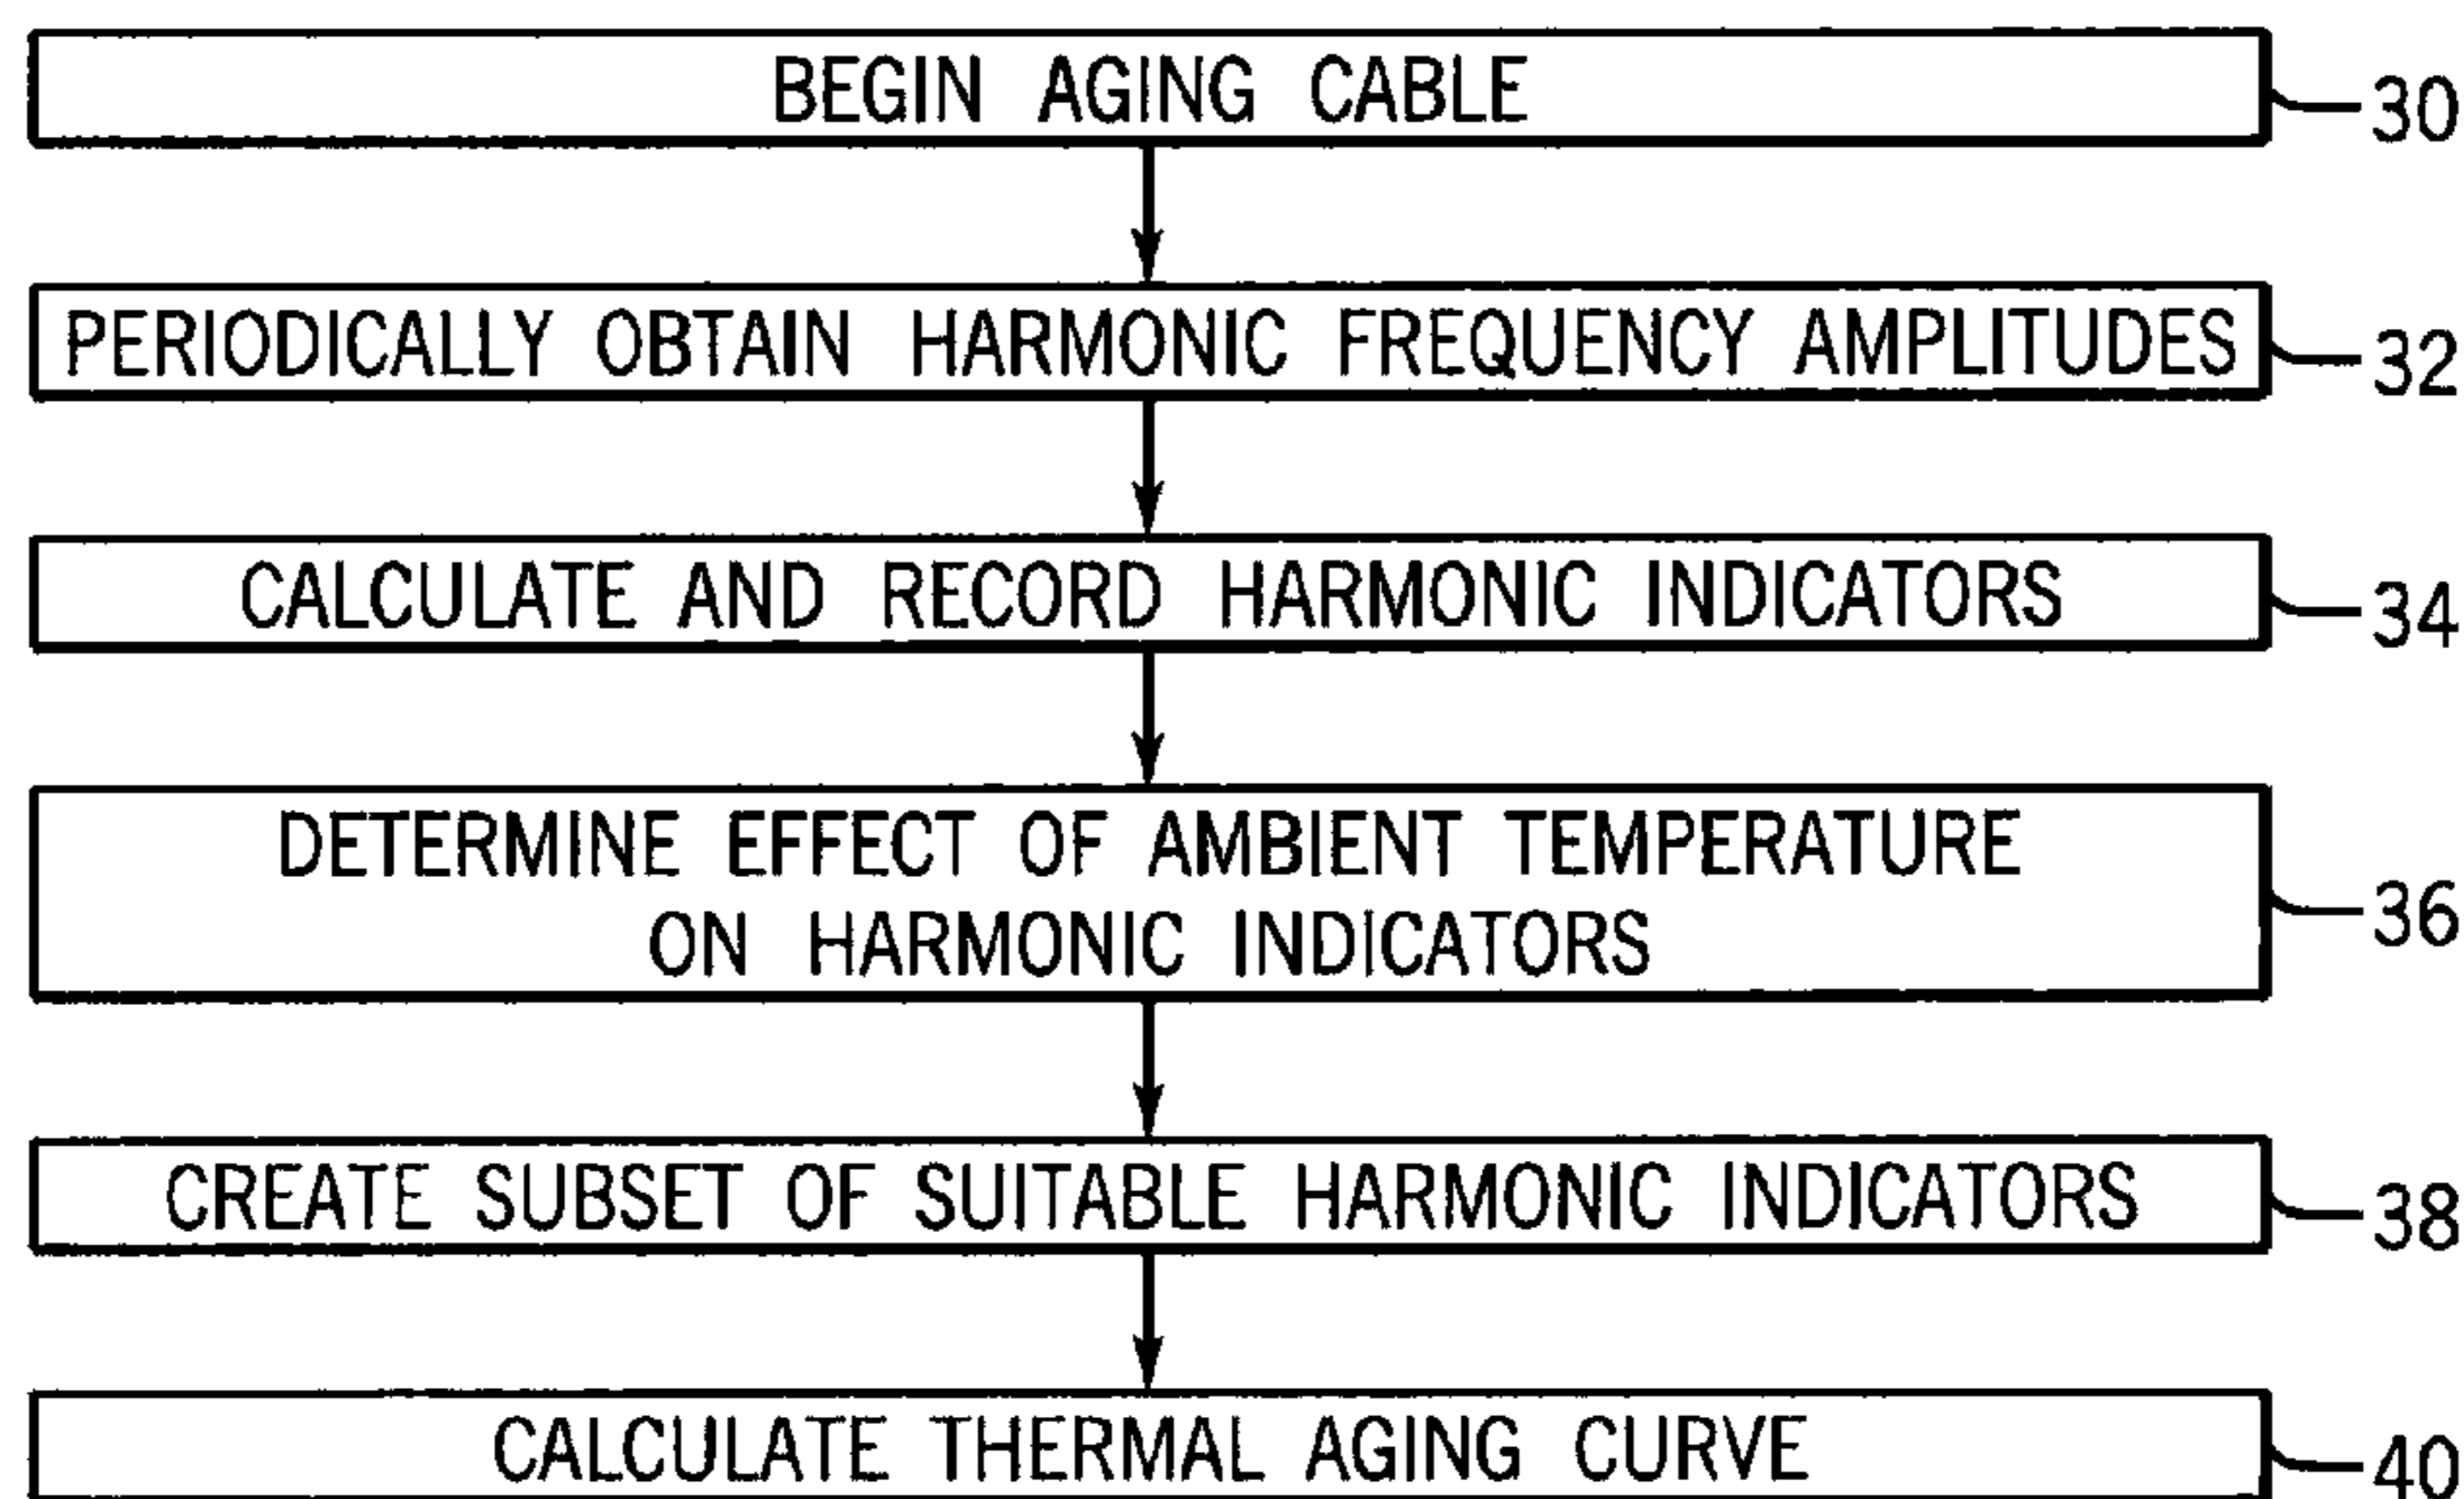 BEGIN AGING CABLE
30
PERIODICALLY OBTAIN HARMONIC FREQUENCY AMPLITUDES
32
CALCULATE AND RECORD HARMONIC INDICATORS
34
DETERMINE EFFECT OF AMBIENT TEMPERATURE
ON HARMONIC INDICATORS
36
CREATE SUBSET OF SUITABLE HARMONIC INDICATORS
38
CALCULATE THERMAL AGING CURVE
40